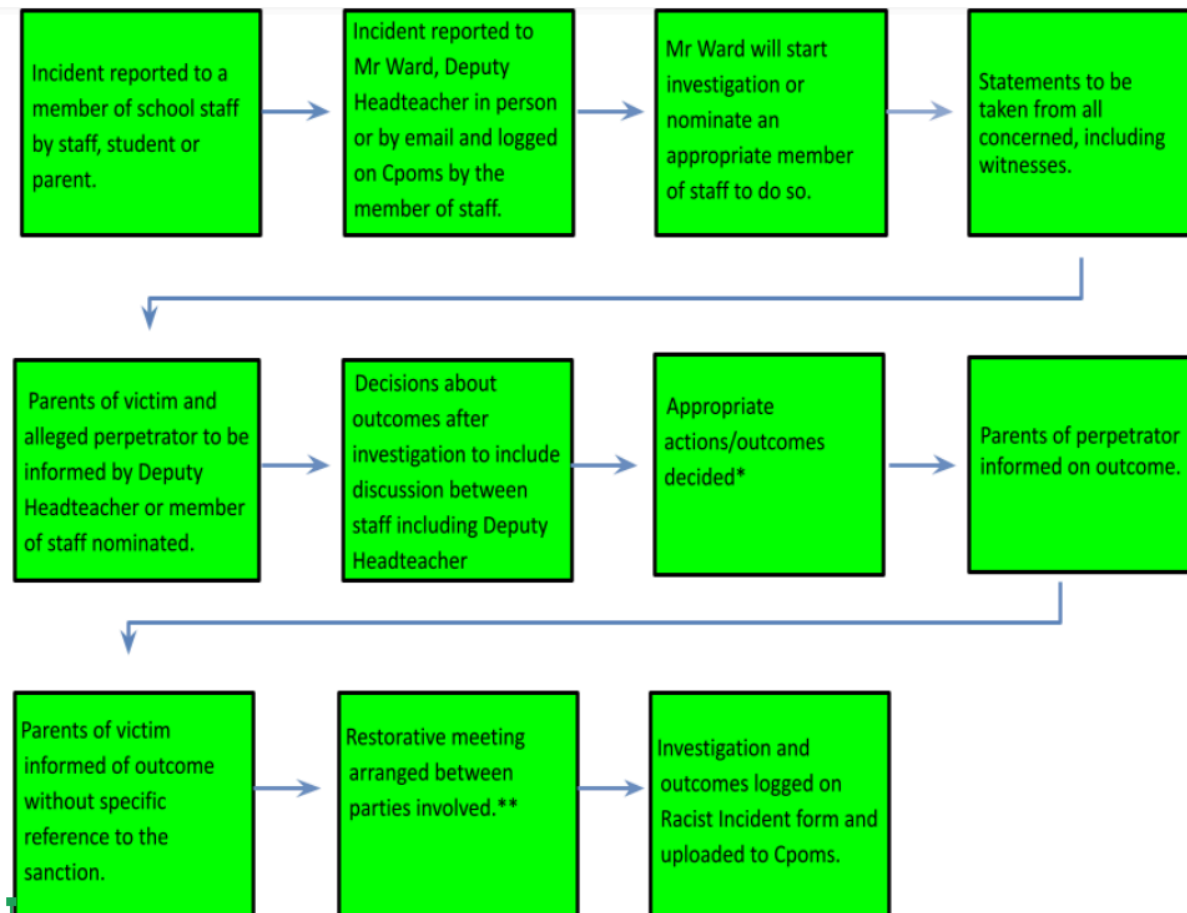 Incident reported to a
member of school staff
by staff, student or
parent.
Incident reported to
Mr Ward, Deputy
Headteacher in person
or by email and logged
on Cpoms by the
member of staff.
Mr Ward will start
investigation or
nominate an
appropriate member
of staff to do so.
Statements to be
taken from all
concerned, including
witnesses.
Parents of victim and
alleged perpetrator to be
informed by Deputy
Headteacher or member
of staff nominated.
Decisions about
outcomes after
investigation to include
discussion between
staff including Deputy
Headteacher
Appropriate
actions/outcomes
decided*
Parents of perpetrator
informed on outcome.
Parents of victim
informed of outcome
without specific
reference to the
sanction.
Restorative meeting
arranged between
parties involved.**
Investigation and
outcomes logged on
Racist Incident form and
uploaded to Cpoms.